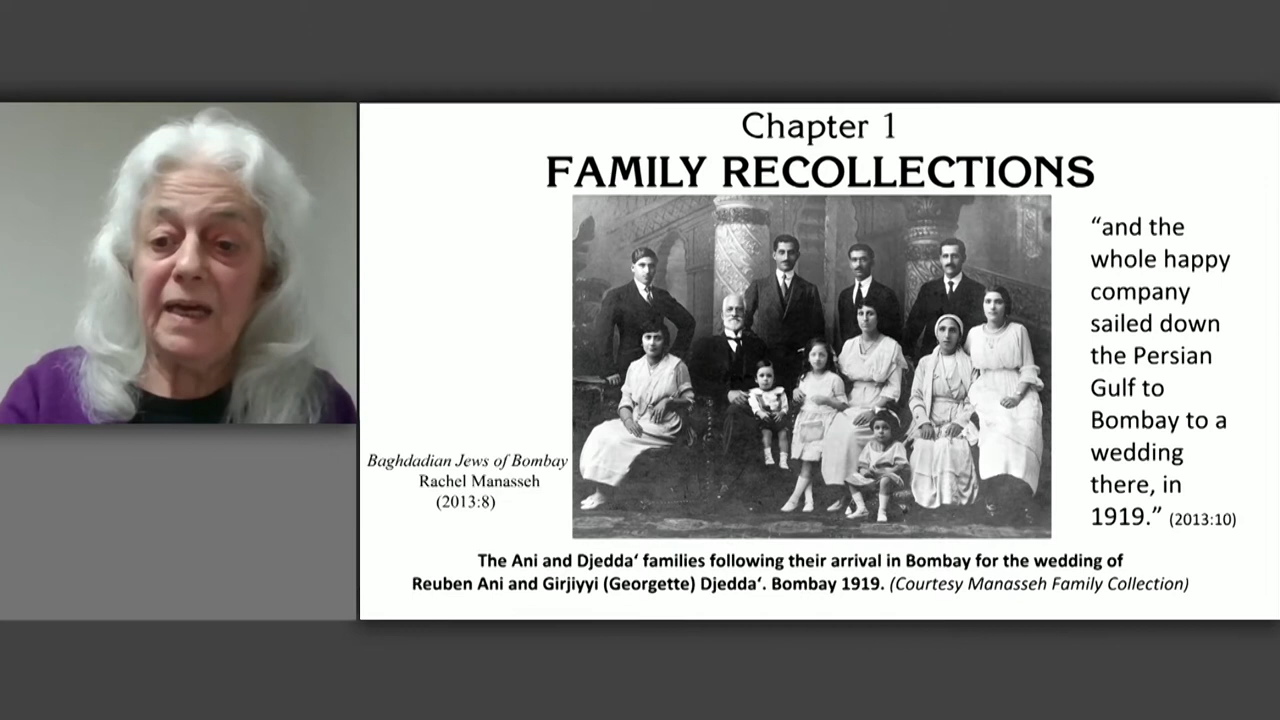 Chapter 1
FAMILY RECOLLECTIONS
“and the
whole happy
company
sailed down
the Persian
Gulf to
Bombay to a
wedding
there, in
1919.” (2013:10)
Baghdadian Jews of Bombay
Rachel Manasseh
(2013:8)
The Ani and Djedda‘ families following their arrival in Bombay for the wedding of
Reuben Ani and Girjiyyi (Georgette) Djedda‘. Bombay 1919. (Courtesy Manasseh Family Collection)